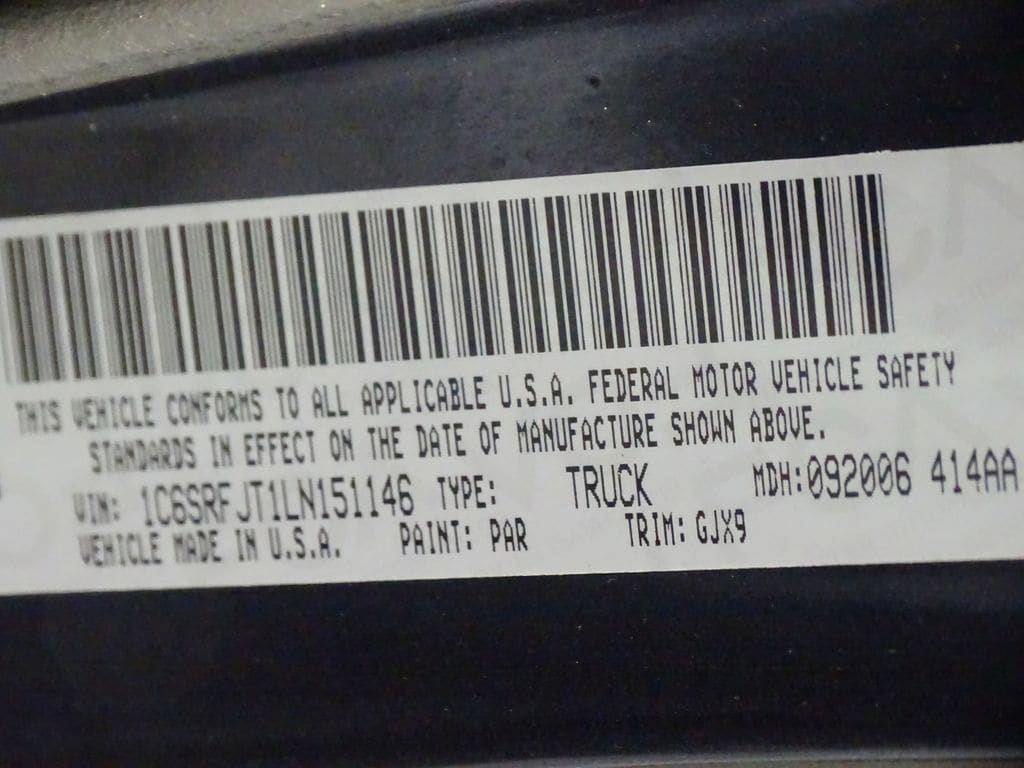 THIS VEHICLE CONFORMS TO ALL APPLICABLE U.S.A. FEDERAL MOTOR VEHICLE SAFETY
STANDARDS IN EFFECT ON THE DATE OF MANUFACTURE SHOWN ABOVE.
VIN: 1C6SRFJT1LN151146 TYPE: TRUCK MDH:092006 414AA
VEHICLE MADE IN U.S.A. PAINT: PAR TRIM: GJX9